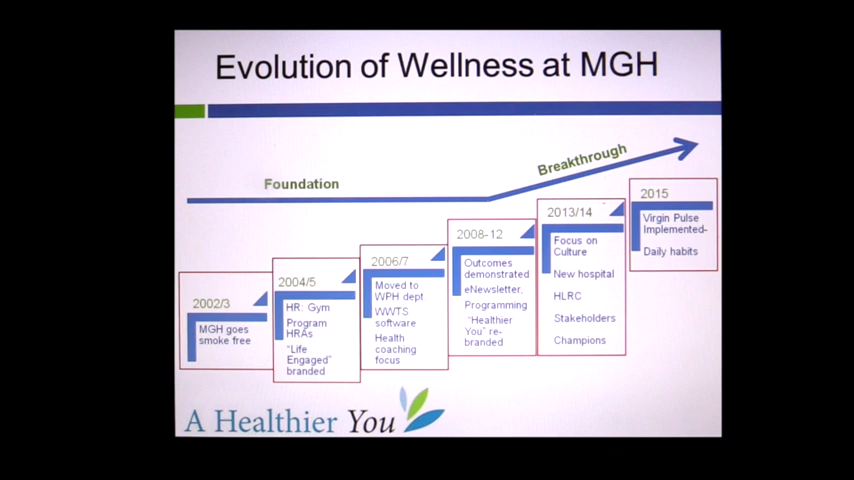 Evolution of Wellness at MGH
Foundation
Breakthrough
2002/3
MGH goes
smoke free
2004/5
HR: Gym
Program
HRAs
"Life
Engaged"
branded
2006/7
Moved to
WPH dept
WWTS
software
Health
coaching
focus
2008-12
Outcomes
demonstrated
eNewsletter,
Programming
"Healthier
You" re-
branded
2013/14
Focus on
Culture
New hospital
HLRC
Stakeholders
Champions
2015
Virgin Pulse
Implemented-
Daily habits
A Healthier You